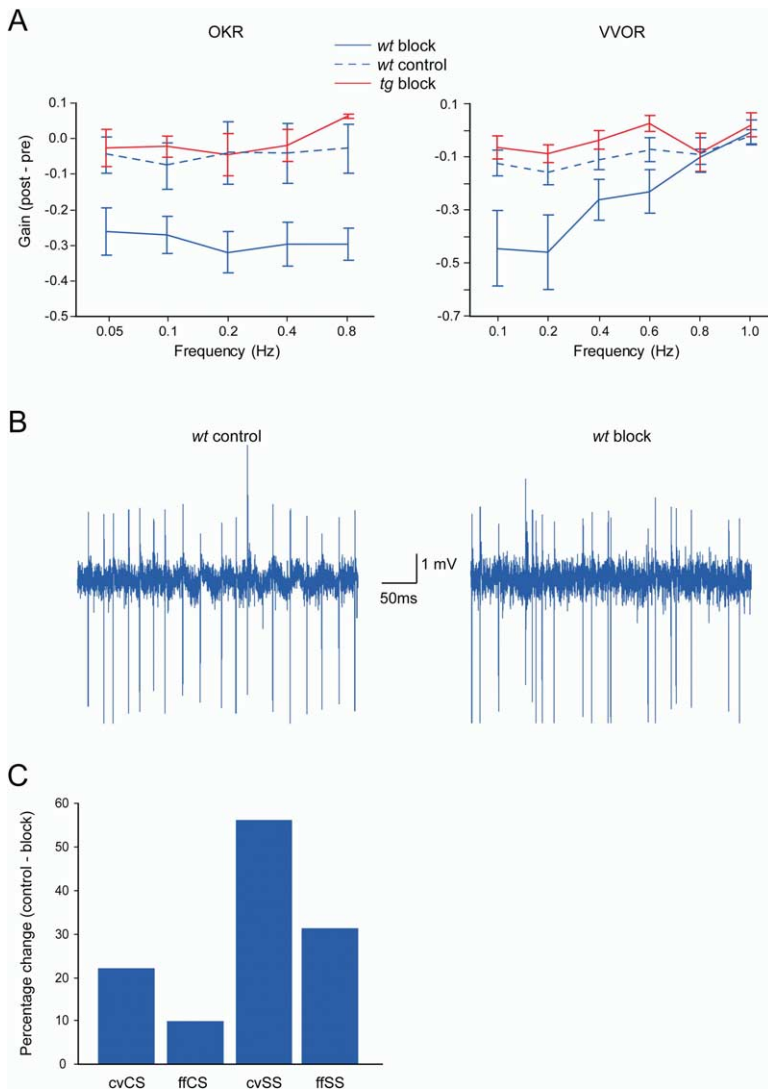 A
OKR
VVOR
wt block
wt control
tg block
Gain (post - pre)
0.1
0.0
-0.1
-0.2
-0.3
-0.4
-0.5
0.05 0.1 0.2 0.4 0.8
Frequency (Hz)
0.1
-0.1
-0.3
-0.5
-0.7
0.1 0.2 0.4 0.6 0.8 1.0
Frequency (Hz)
B
wt control
wt block
1 mV
50ms
C
Percentage change (control - block)
60
50
40
30
20
10
0
cvCS ffCS cvSS ffSS